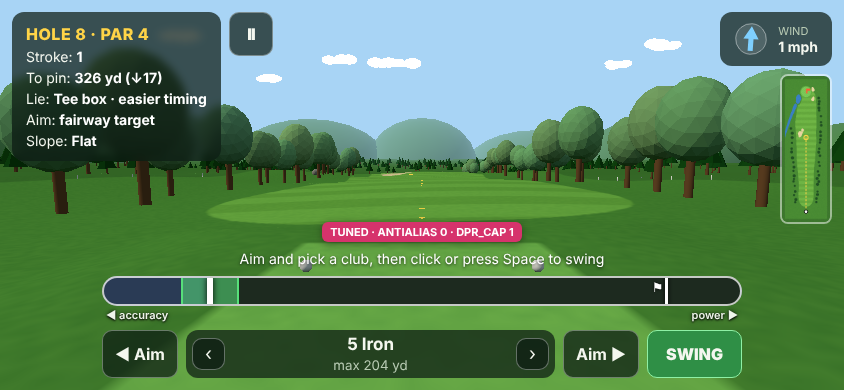 HOLE 8 · PAR 4
Stroke: 1
To pin: 326 yd (↓17)
Lie: Tee box · easier timing
Aim: fairway target
Slope: Flat
WIND
1 mph
TUNED · ANTIALIAS 0 · DPR_CAP 1
Aim and pick a club, then click or press Space to swing
◀ accuracy
power ▶
◀ Aim
‹
5 Iron
max 204 yd
›
Aim ▶
SWING